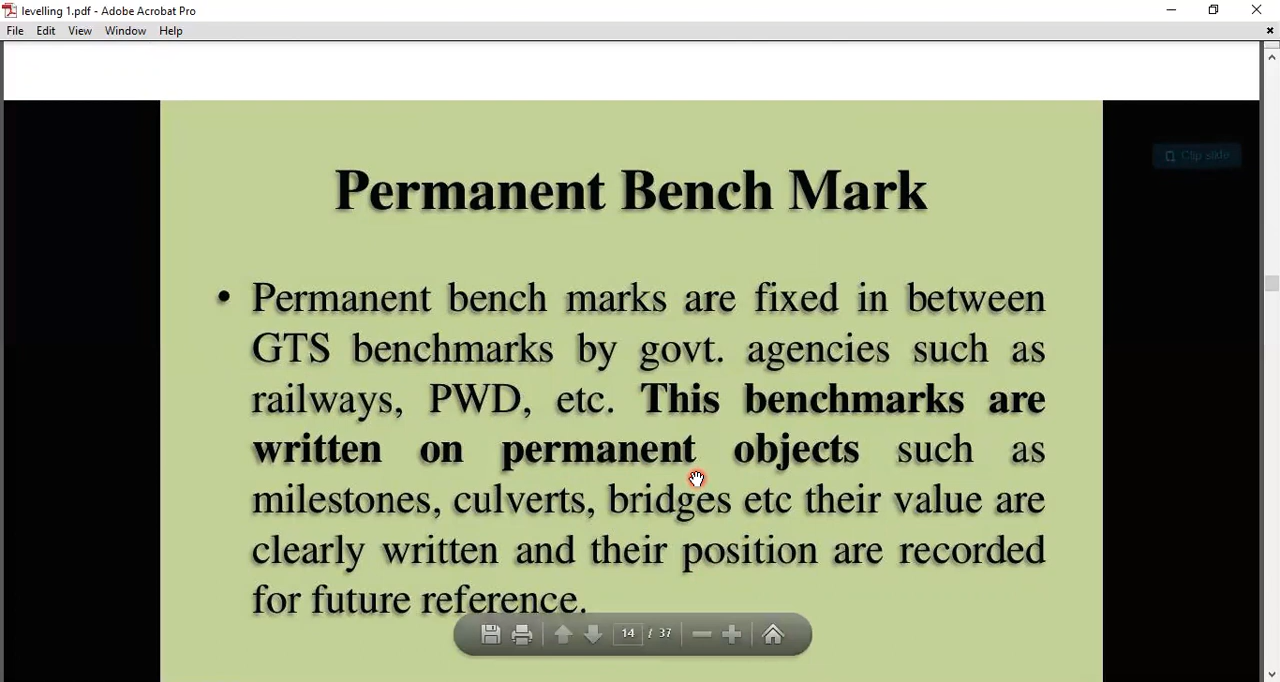 levelling 1.pdf - Adobe Acrobat Pro
File Edit View Window Help
Clip slide
Permanent Bench Mark
• Permanent bench marks are fixed in between
GTS benchmarks by govt. agencies such as
railways, PWD, etc. This benchmarks are
written on permanent objects such as
milestones, culverts, bridges etc their value are
clearly written and their position are recorded
for future reference.
14 / 37